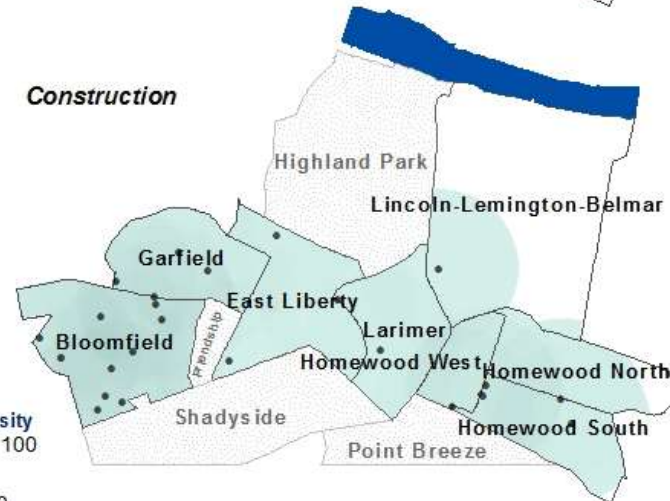 Construction
Highland Park
Lincoln-Lemington-Belmar
Garfield
East Liberty
Friendship
Larimer
Bloomfield
Homewood West
Homewood North
Homewood South
Shadyside
Point Breeze
sity
100